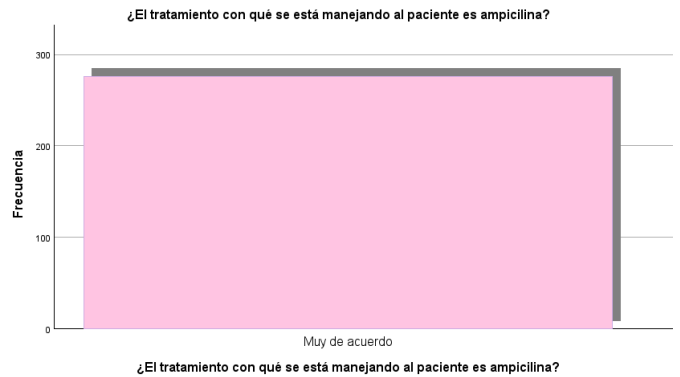 ¿El tratamiento con qué se está manejando al paciente es ampicilina?
300
200
100
0
Frecuencia
Muy de acuerdo
¿El tratamiento con qué se está manejando al paciente es ampicilina?